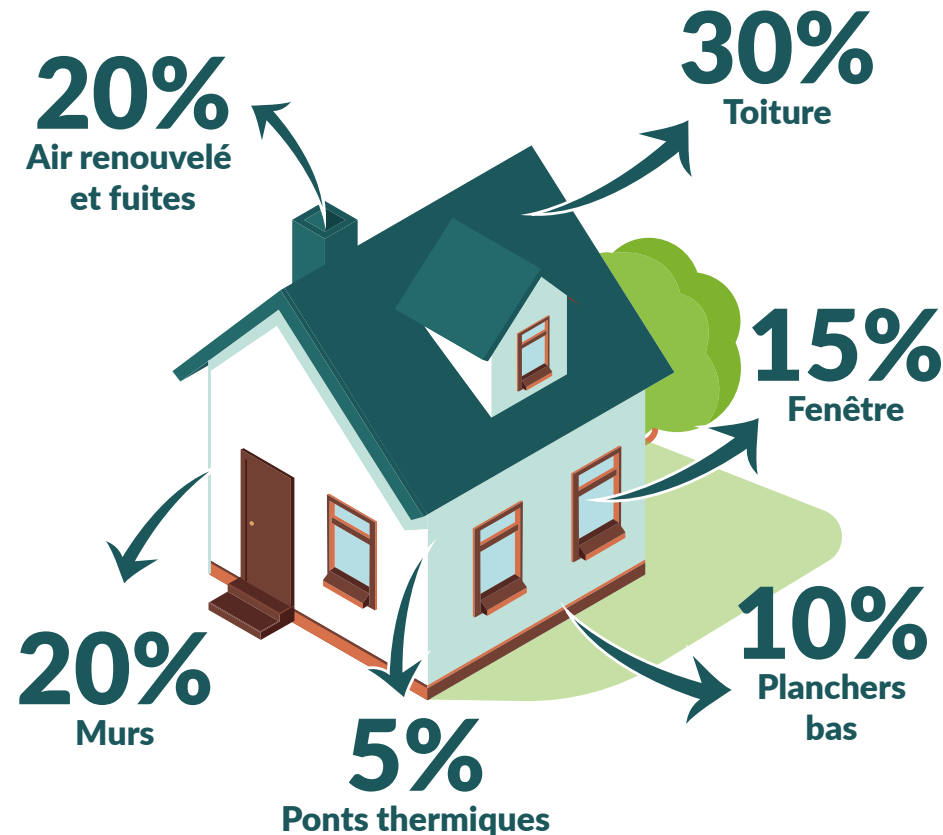 30%
Toiture
20%
Air renouvelé
et fuites
15%
Fenêtre
10%
Planchers
bas
20%
Murs
5%
Ponts thermiques